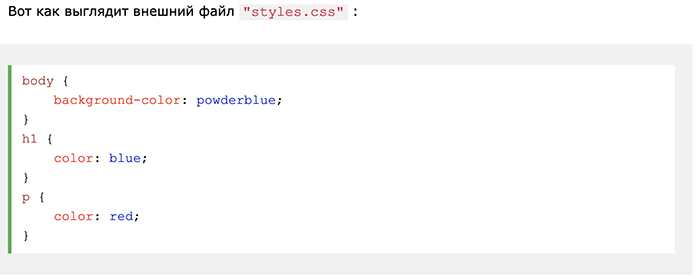 Вот как выглядит внешний файл "styles.css" :
body {
    background-color: powderblue;
}
h1 {
    color: blue;
}
p {
    color: red;
}